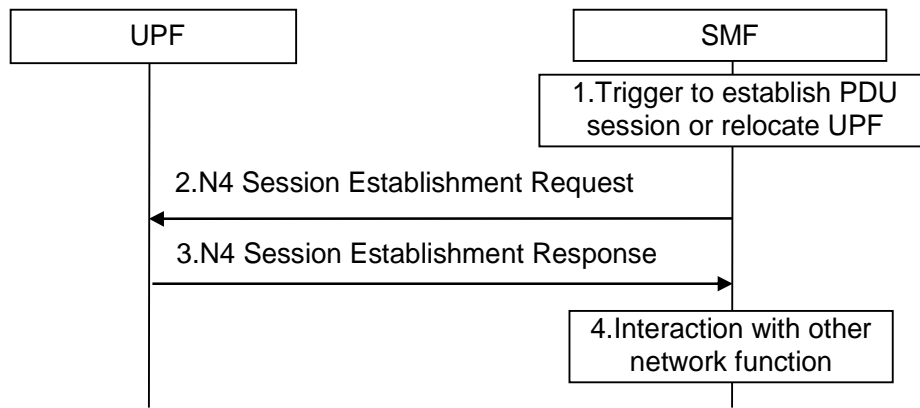 UPF
SMF
1.Trigger to establish PDU
session or relocate UPF
2.N4 Session Establishment Request
3.N4 Session Establishment Response
4.Interaction with other
network function